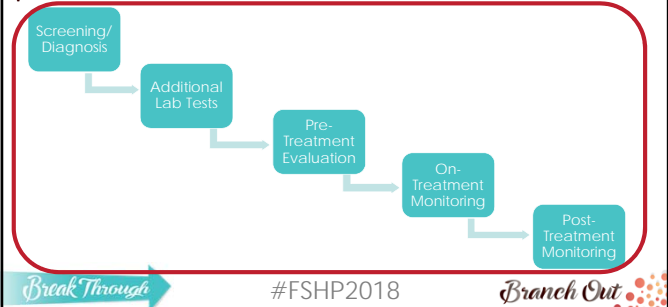 Screening/
Diagnosis
Additional
Lab Tests
Pre-
Treatment
Evaluation
On-
Treatment
Monitoring
Post-
Treatment
Monitoring
Break Through
#FSHP2018
Branch Out